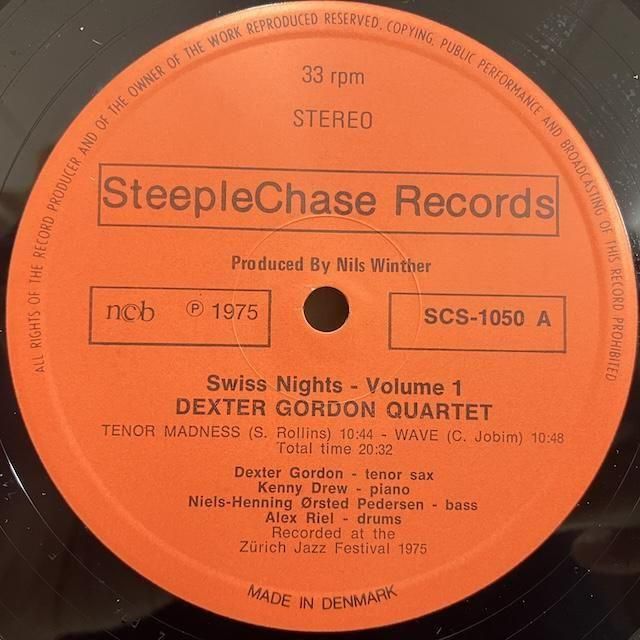 ALL RIGHTS OF THE RECORD PRODUCER AND OF THE OWNER OF THE WORK REPRODUCED RESERVED. COPYING, PUBLIC PERFORMANCE AND BROADCASTING OF THIS RECORD PROHIBITED
33 rpm
STEREO
SteepleChase Records
Produced By Nils Winther
n©b ℗ 1975
SCS-1050 A
Swiss Nights - Volume 1
DEXTER GORDON QUARTET
TENOR MADNESS (S. Rollins) 10:44 - WAVE (C. Jobim) 10:48
Total time 20:32
Dexter Gordon - tenor sax
Kenny Drew - piano
Niels-Henning Ørsted Pedersen - bass
Alex Riel - drums
Recorded at the
Zürich Jazz Festival 1975
MADE IN DENMARK